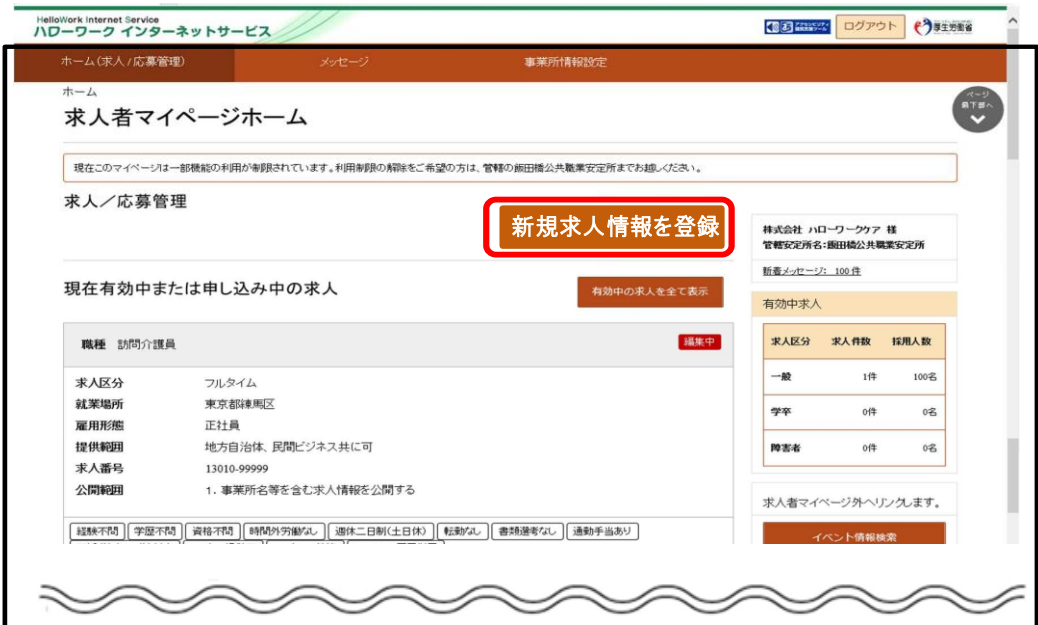 HelloWork Internet Service
ハローワーク インターネットサービス
ログアウト
厚生労働省
ホーム(求人/応募管理)
メッセージ
事業所情報設定
ホーム
求人者マイページホーム
ページ
最下部へ
現在このマイページは一部機能の利用が制限されています。利用制限の解除をご希望の方は、管轄の飯田橋公共職業安定所までお越しください。
求人/応募管理
新規求人情報を登録
株式会社 ハローワークケア 様
管轄安定所名:飯田橋公共職業安定所
新着メッセージ: 100件
現在有効中または申し込み中の求人
有効中の求人を全て表示
有効中求人
職種 訪問介護員
編集中
求人区分 求人件数 採用人数
一般 1件 100名
学卒 0件 0名
障害者 0件 0名
求人区分 フルタイム
就業場所 東京都練馬区
雇用形態 正社員
提供範囲 地方自治体、民間ビジネス共に可
求人番号 13010-99999
公開範囲 1.事業所名等を含む求人情報を公開する
求人者マイページ外へリンクします。
イベント情報検索
経験不問 学歴不問 資格不問 時間外労働なし 週休二日制(土日休) 転勤なし 書類選考なし 通勤手当あり